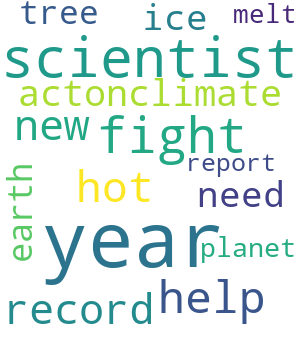 tree ice melt
scientist
actonclimate
new fight
report
earth hot need
year
planet
record help